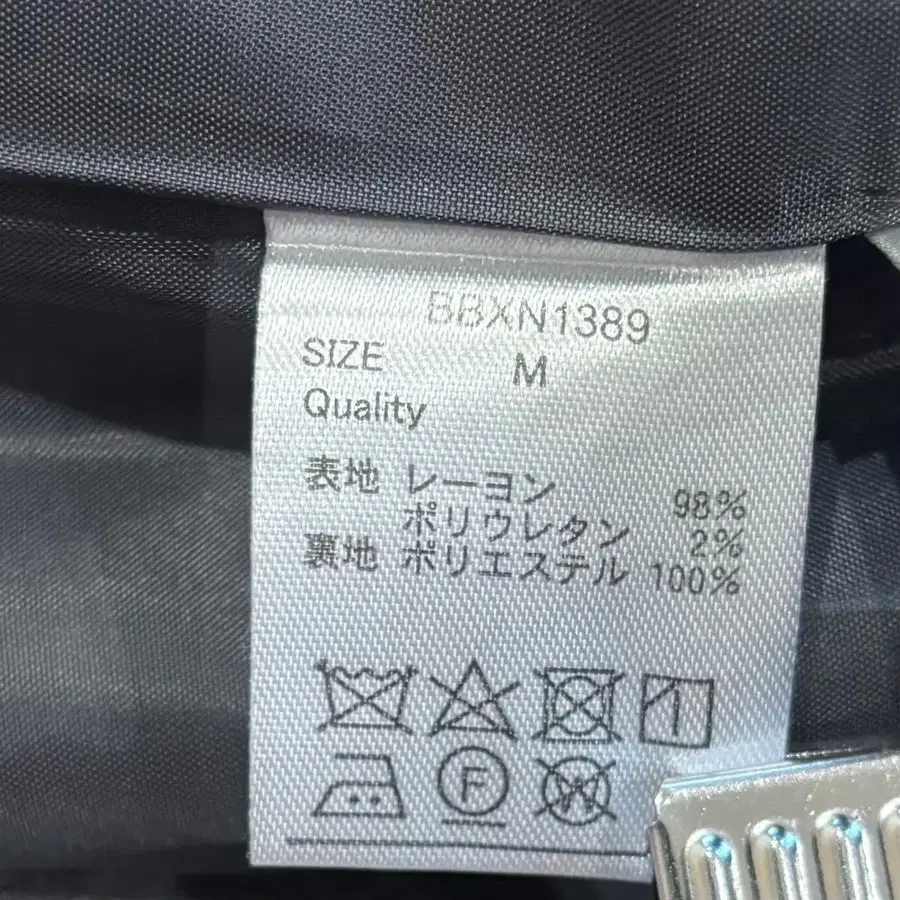 BBXN1389
SIZE M
Quality
表地 レーヨン 98%
ポリウレタン 2%
裏地 ポリエステル 100%
F
W